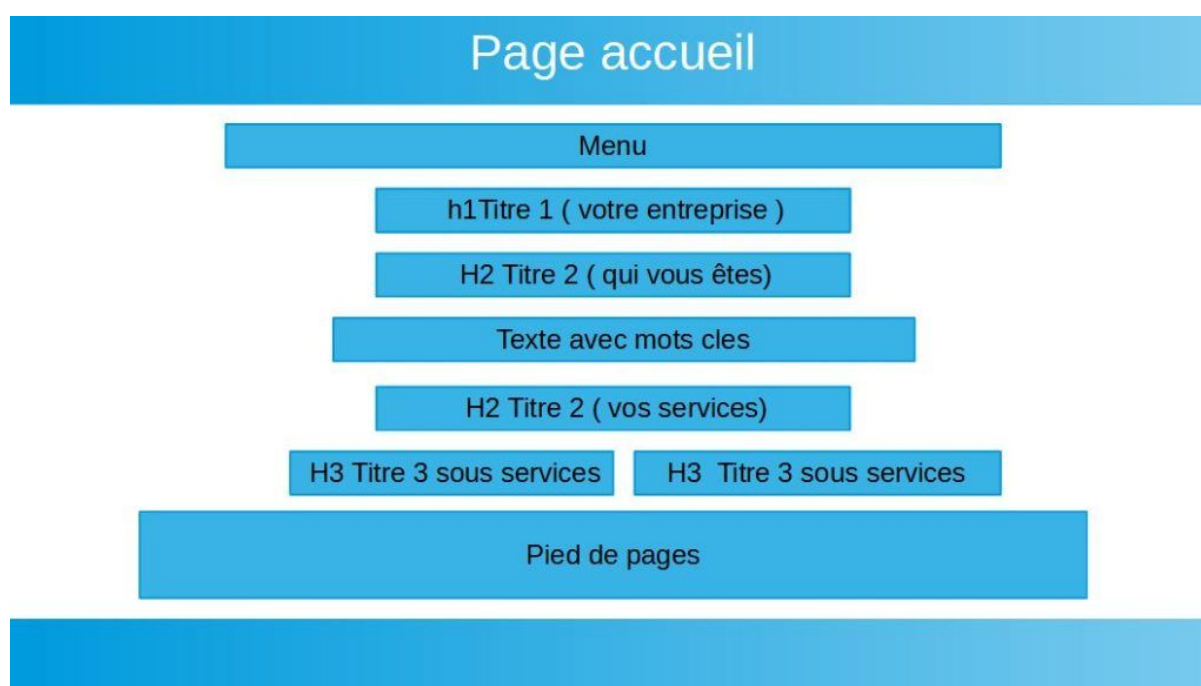 Page accueil
Menu
h1Titre 1 ( votre entreprise )
H2 Titre 2 ( qui vous êtes)
Texte avec mots cles
H2 Titre 2 ( vos services)
H3 Titre 3 sous services
H3 Titre 3 sous services
Pied de pages